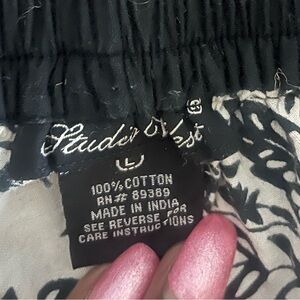 Studio West
L
100% COTTON
RN# 89389
MADE IN INDIA
SEE REVERSE FOR
CARE INSTRUCTIONS